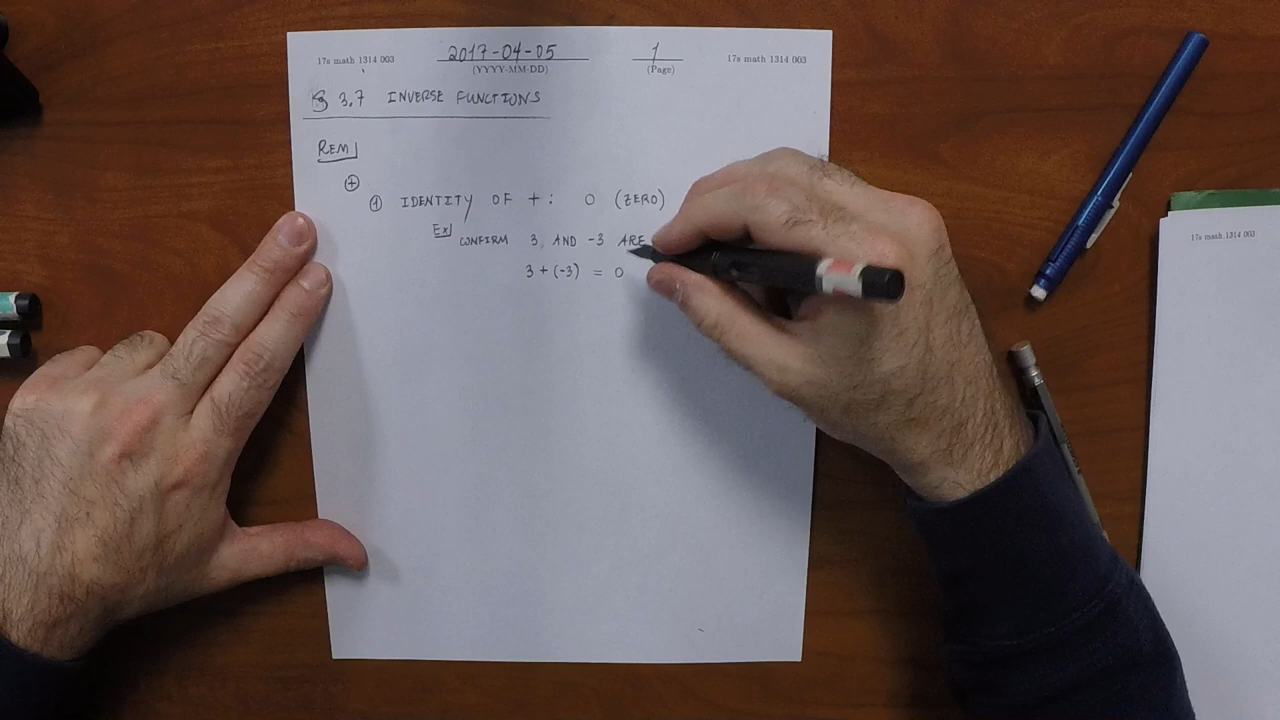 17s math 1314 003 2017-04-05 1 17s math 1314 003
(YYYY-MM-DD) (Page)
§ 3.7 INVERSE FUNCTIONS
REM
+
① IDENTITY OF + : 0 (ZERO)
Ex CONFIRM 3, AND -3 ARE
3 + (-3) = 0
17s math 1314 003